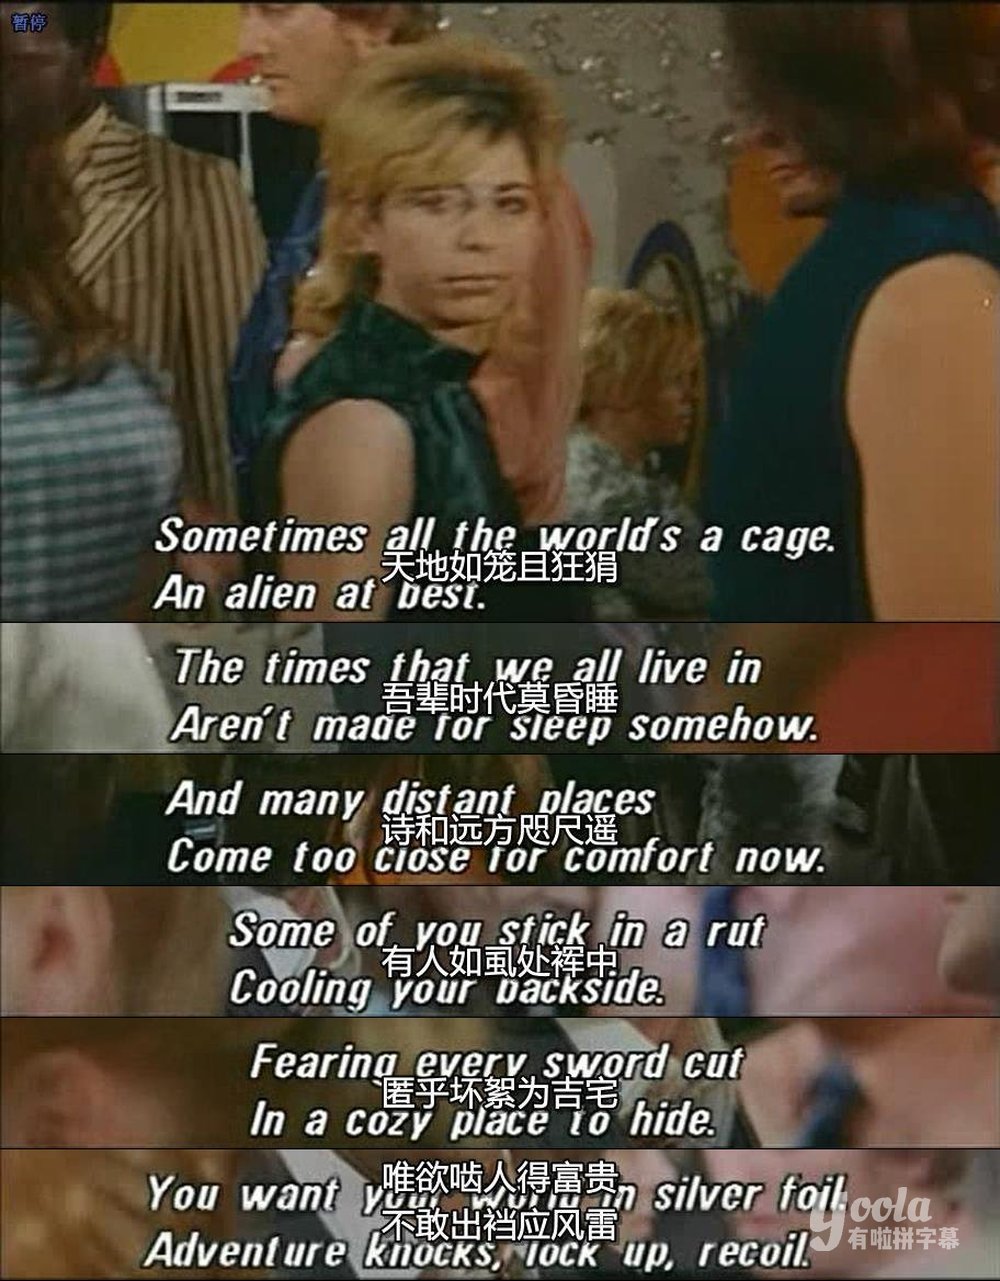 暂停
Sometimes all the world's a cage.
天地如笼且狂狷
An alien at best.
The times that we all live in
吾辈时代莫昏睡
Aren't made for sleep somehow.
And many distant places
诗和远方咫尺遥
Come too close for comfort now.
Some of you stick in a rut
有人如虱处裈中
Cooling your backside.
Fearing every sword cut
匿乎坏絮为吉宅
In a cozy place to hide.
唯欲啮人得富贵
You want your world in silver foil.
不敢出裆应风雷
Adventure knocks, lock up, recoil.
yoola
有啦拼字幕